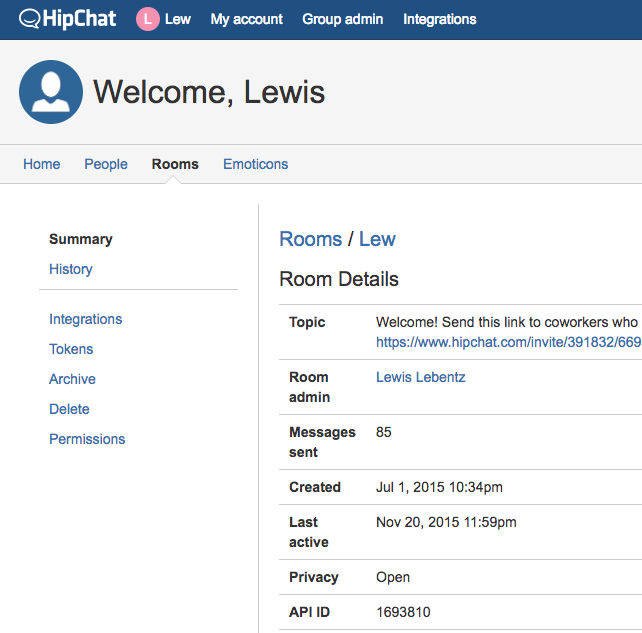 HipChat L Lew My account Group admin Integrations
Welcome, Lewis
Home People Rooms Emoticons
Summary
History
Integrations
Tokens
Archive
Delete
Permissions
Rooms / Lew
Room Details
Topic Welcome! Send this link to coworkers who
https://www.hipchat.com/invite/391832/669
Room admin Lewis Lebentz
Messages sent 85
Created Jul 1, 2015 10:34pm
Last active Nov 20, 2015 11:59pm
Privacy Open
API ID 1693810